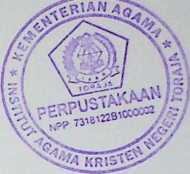 KEMENTERIAN AGAMA
TORAJA
PERPUSTAKAAN
NPP 7318122B1000002
INSTITUT AGAMA KRISTEN NEGERI TORAJA